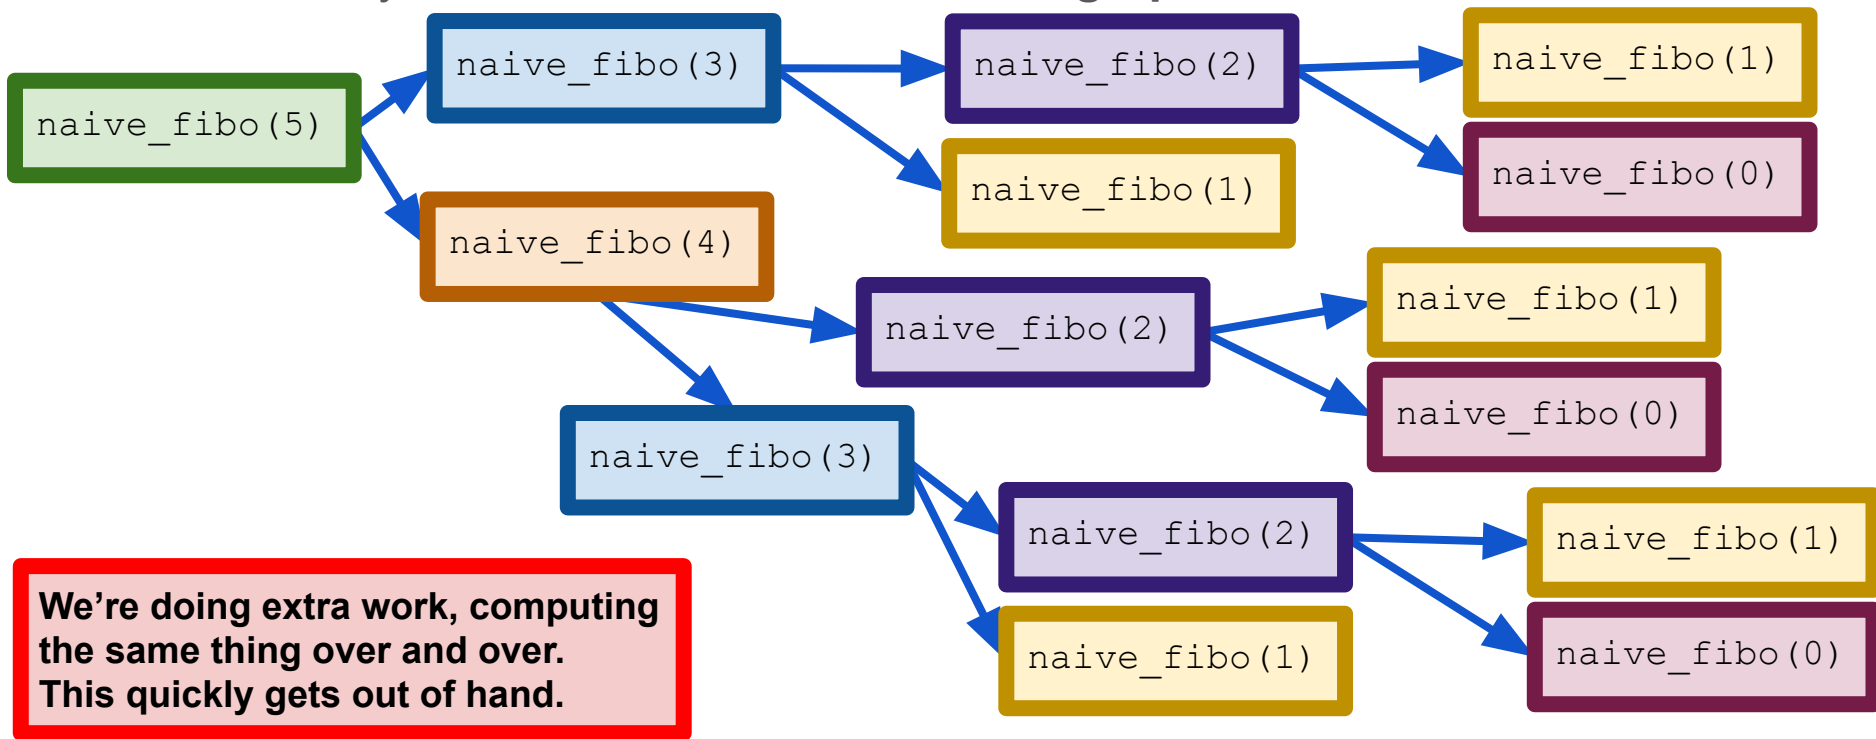 naive_fibo(5)
naive_fibo(3)
naive_fibo(2)
naive_fibo(1)
naive_fibo(0)
naive_fibo(1)
naive_fibo(4)
naive_fibo(2)
naive_fibo(1)
naive_fibo(0)
naive_fibo(3)
naive_fibo(2)
naive_fibo(1)
naive_fibo(0)
naive_fibo(1)
We’re doing extra work, computing
the same thing over and over.
This quickly gets out of hand.